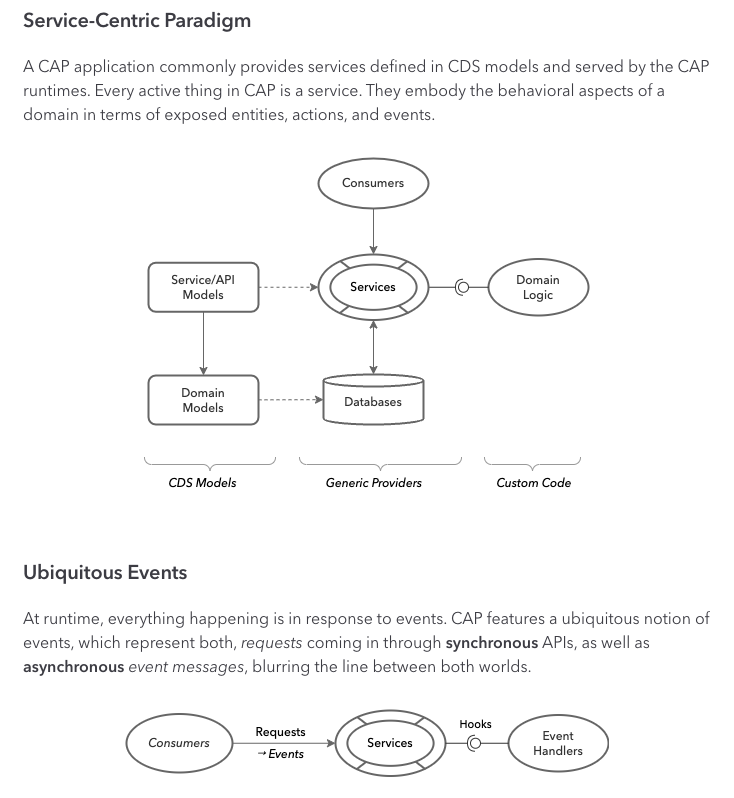 Service-Centric Paradigm
A CAP application commonly provides services defined in CDS models and served by the CAP
runtimes. Every active thing in CAP is a service. They embody the behavioral aspects of a
domain in terms of exposed entities, actions, and events.
Consumers
Service/API
Models
Services
Domain
Logic
Domain
Models
Databases
CDS Models
Generic Providers
Custom Code
Ubiquitous Events
At runtime, everything happening is in response to events. CAP features a ubiquitous notion of
events, which represent both, requests coming in through synchronous APIs, as well as
asynchronous event messages, blurring the line between both worlds.
Consumers
Requests
→ Events
Services
Hooks
Event
Handlers